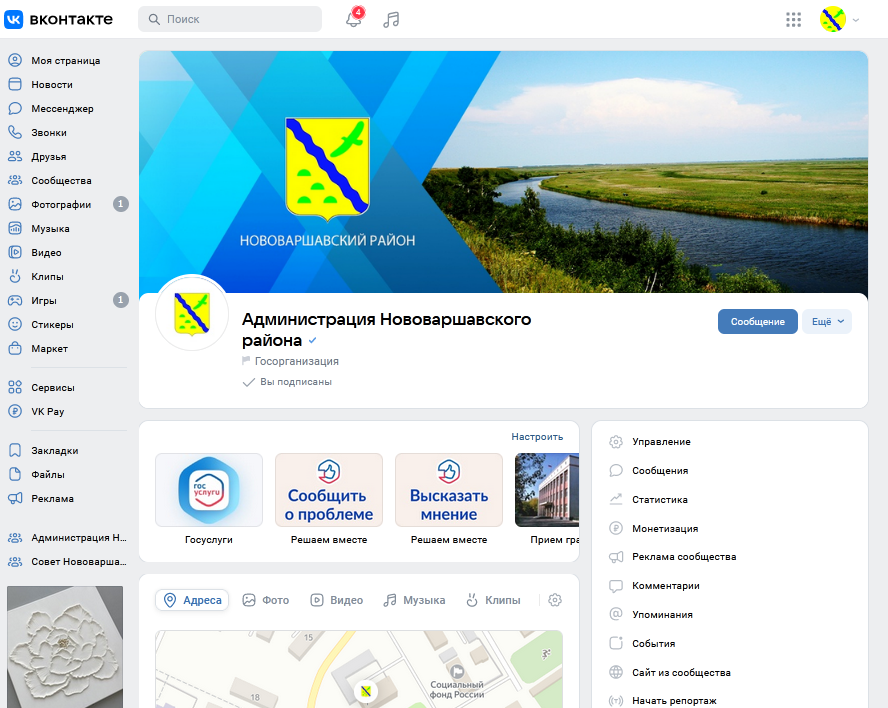 вконтакте
Поиск
4
Моя страница
Новости
Мессенджер
Звонки
Друзья
Сообщества
Фотографии
1
Музыка
Видео
Клипы
Игры
1
Стикеры
Маркет
Сервисы
VK Pay
Закладки
Файлы
Реклама
Администрация Н...
Совет Нововарша...
НОВОВАРШАВСКИЙ РАЙОН
Администрация Нововаршавского
района
Госорганизация
Вы подписаны
Сообщение
Ещё
Настроить
гос
услуги
Госуслуги
Сообщить
о проблеме
Решаем вместе
Высказать
мнение
Решаем вместе
Прием гра
Адреса
Фото
Видео
Музыка
Клипы
15
18
Социальный
фонд России
Управление
Сообщения
Статистика
Монетизация
Реклама сообщества
Комментарии
Упоминания
События
Сайт из сообщества
Начать репортаж